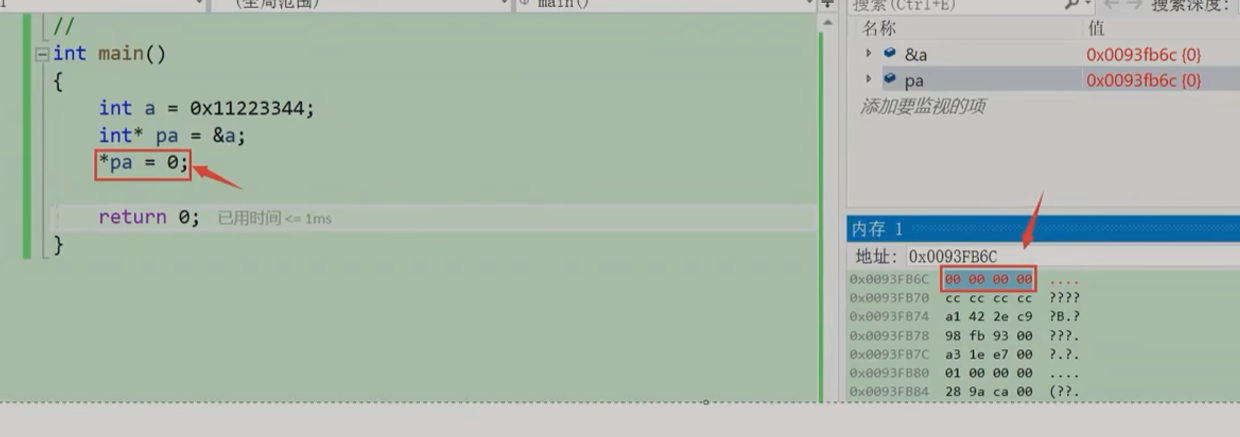 (全局范围) main()
//
int main()
{
int a = 0x11223344;
int* pa = &a;
*pa = 0;
return 0; 已用时间 <= 1ms
}
搜索(Ctrl+E) 搜索深度:
名称 值
&a 0x0093fb6c {0}
pa 0x0093fb6c {0}
添加要监视的项
内存 1
地址: 0x0093FB6C
0x0093FB6C 00 00 00 00 ....
0x0093FB70 cc cc cc cc ????
0x0093FB74 a1 42 2e c9 ?B.?
0x0093FB78 98 fb 93 00 ???.
0x0093FB7C a3 1e e7 00 ?.?.
0x0093FB80 01 00 00 00 ....
0x0093FB84 28 9a ca 00 (??.